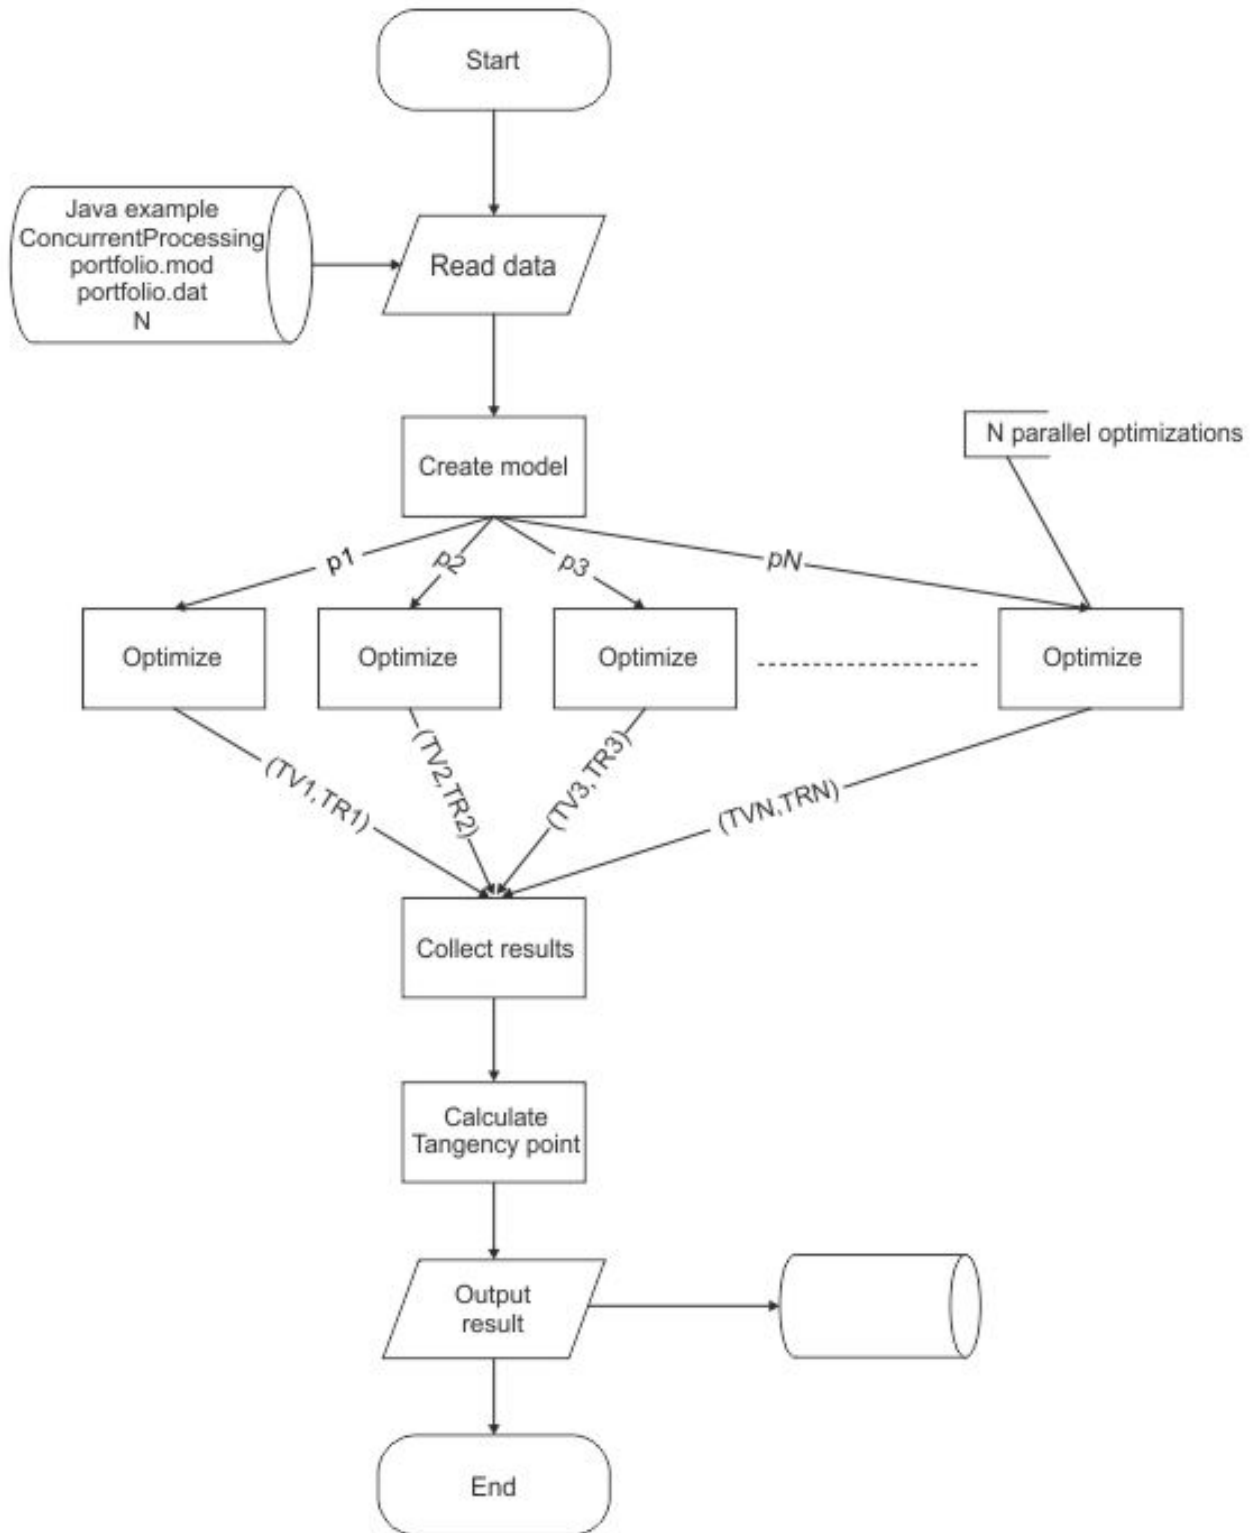 Start
Java example
ConcurrentProcessing
portfolio.mod
portfolio.dat
N
Read data
Create model
N parallel optimizations
p1
p2
p3
pN
Optimize
Optimize
Optimize
Optimize
(TV1,TR1)
(TV2,TR2)
(TV3,TR3)
(TVN,TRN)
Collect results
Calculate
Tangency point
Output
result
End